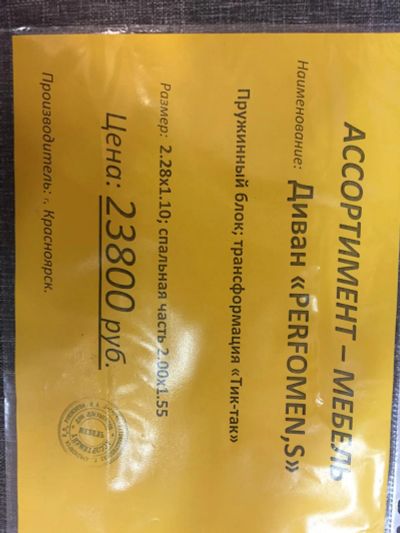 АССОРТИМЕНТ – МЕБЕЛЬ
Наименование: Диван «PERFOMEN,S»
Пружинный блок; трансформация «Тик-так»
Размер: 2.28х1.10; спальная часть 2.00х1.55
Цена: 23800 руб.
Производитель: г. Красноярск.